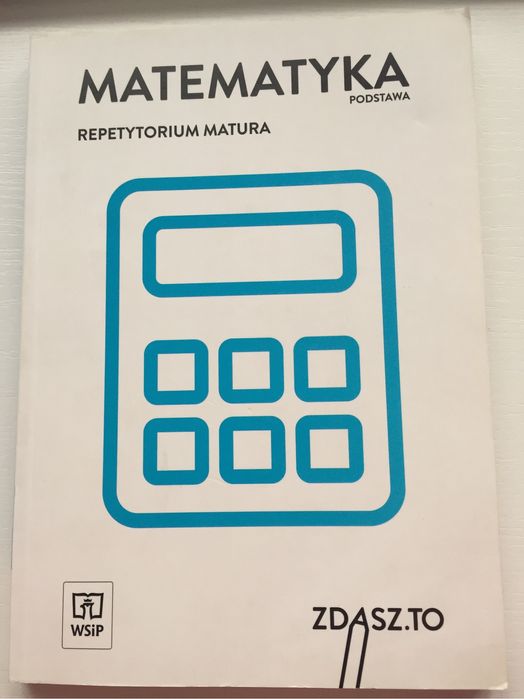 MATEMATYKA
PODSTAWA
REPETYTORIUM MATURA
WSiP
ZDASZ.TO